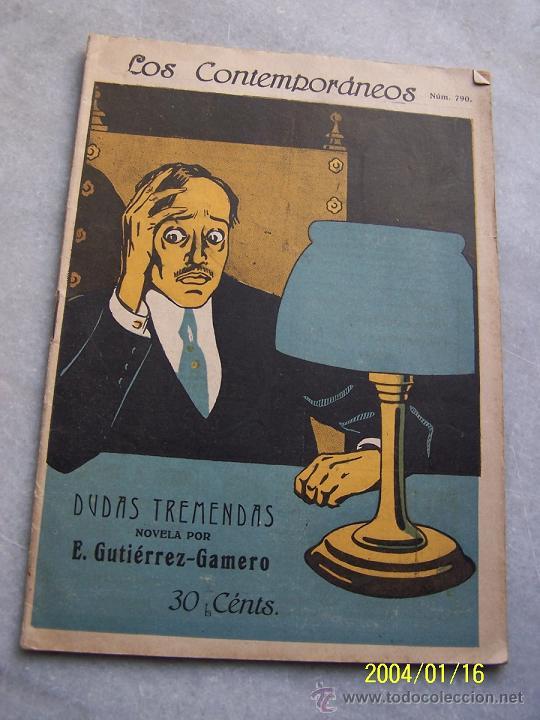 Los Contemporáneos
Núm. 790.
DUDAS TREMENDAS
NOVELA POR
E. Gutiérrez-Gamero
30 Cénts.
2004/01/16
www.todocoleccion.net